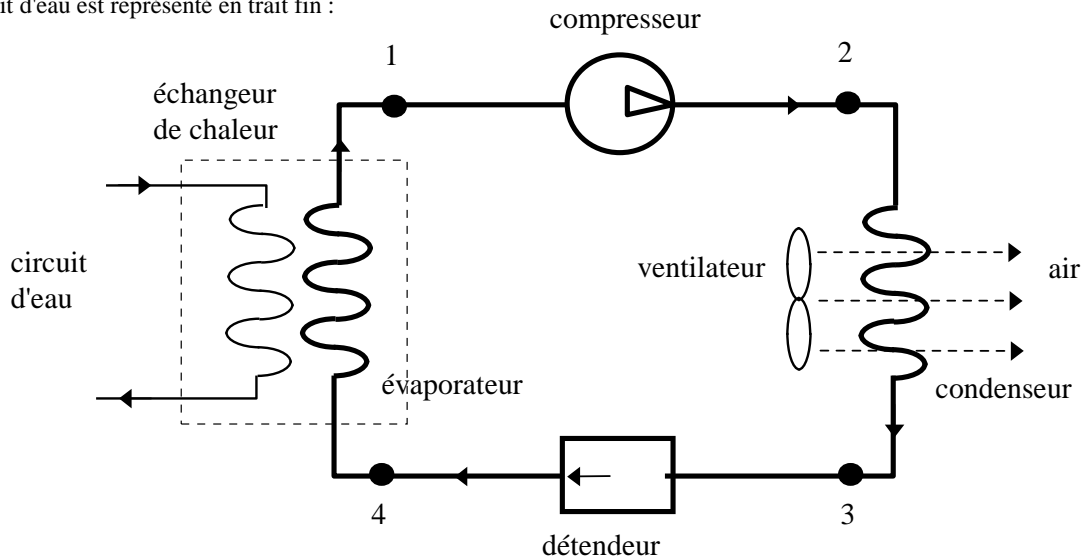 it d'eau est représenté en trait fin :
compresseur
1
2
échangeur
de chaleur
circuit
d'eau
ventilateur
air
évaporateur
condenseur
4
3
détendeur